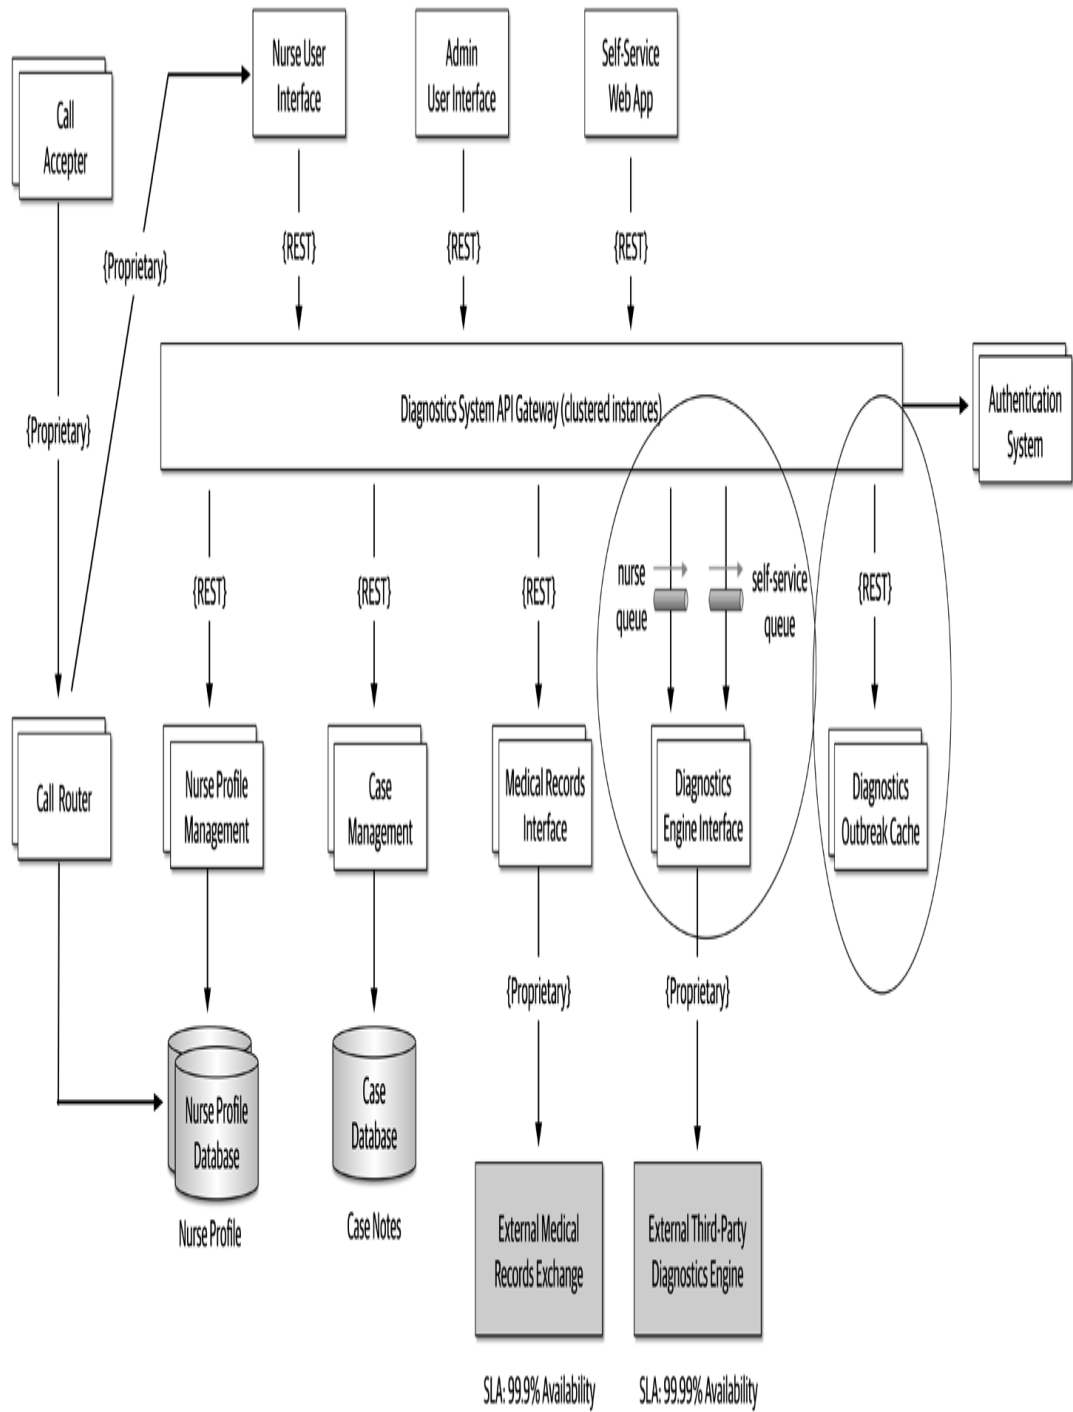 Nurse User
Interface
Admin
User Interface
Self-Service
Web App
Call
Accepter
{REST}
{REST}
{REST}
{Proprietary}
{Proprietary}
Diagnostics System API Gateway (clustered instances)
Authentication
System
{REST}
{REST}
{REST}
nurse
queue
self-service
queue
{REST}
Call Router
Nurse Profile
Management
Case
Management
Medical Records
Interface
Diagnostics
Engine Interface
Diagnostics
Outbreak Cache
{Proprietary}
{Proprietary}
Nurse Profile
Database
Case
Database
Nurse Profile
Case Notes
External Medical
Records Exchange
External Third-Party
Diagnostics Engine
SLA: 99.9% Availability
SLA: 99.99% Availability